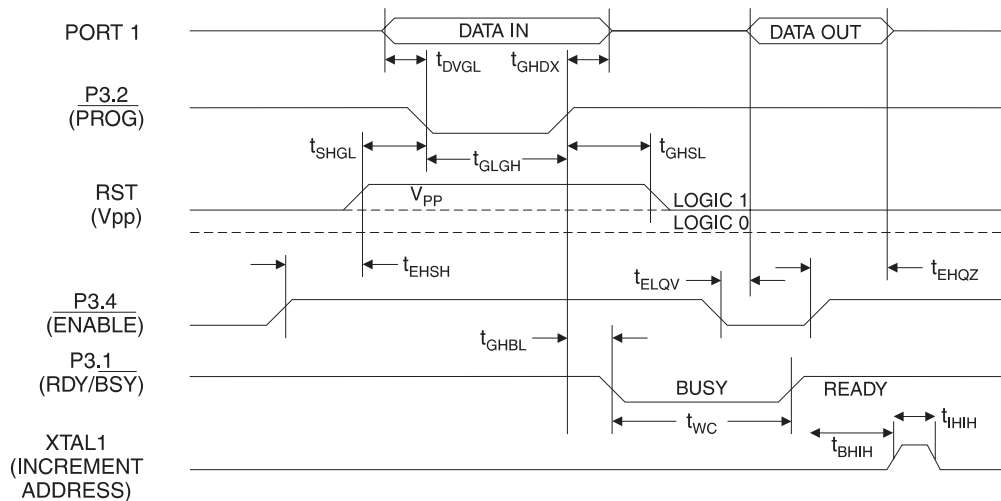 PORT 1
DATA IN
DATA OUT
tDVGL
tGHDX
P3.2
(PROG)
tSHGL
tGLGH
tGHSL
RST
(Vpp)
VPP
LOGIC 1
LOGIC 0
tEHSH
tELQV
tEHQZ
P3.4
(ENABLE)
tGHBL
P3.1
(RDY/BSY)
BUSY
READY
tWC
tBHIH
tIHIH
XTAL1
(INCREMENT
ADDRESS)